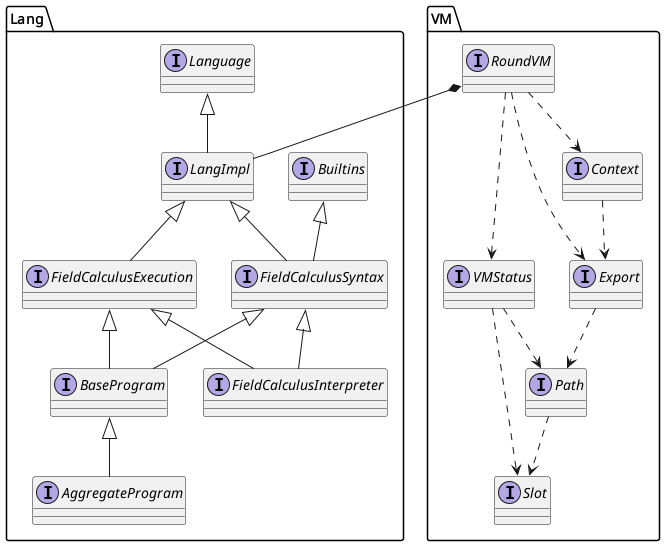 Lang
VM
I Language
I RoundVM
I LangImpl
I Builtins
I Context
I FieldCalculusExecution
I FieldCalculusSyntax
I VMStatus
I Export
I BaseProgram
I FieldCalculusInterpreter
I Path
I AggregateProgram
I Slot